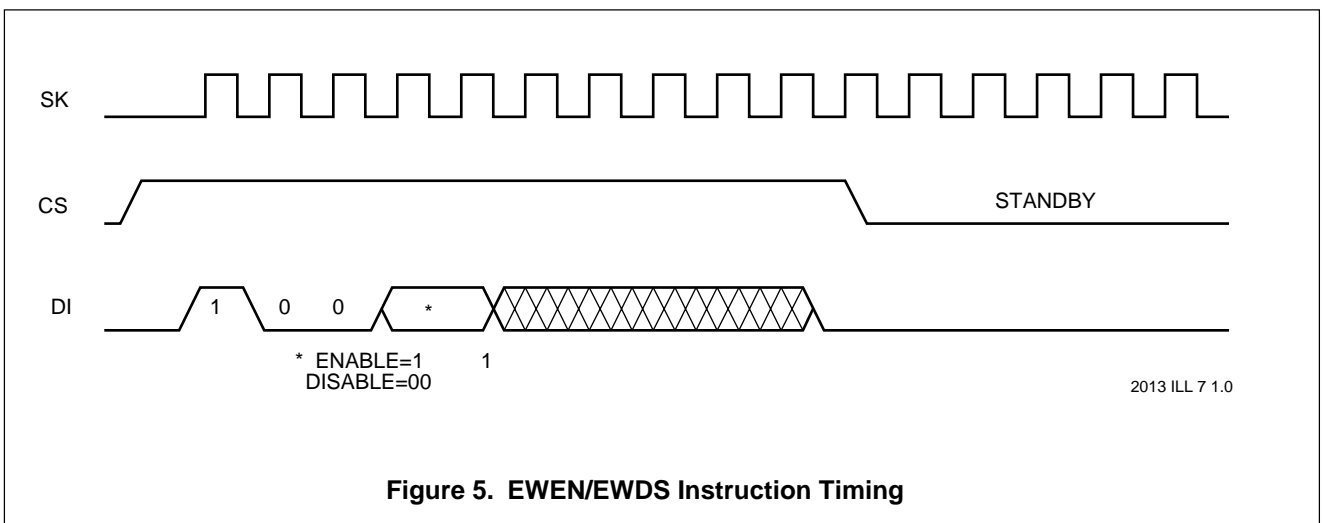 SK
CS
STANDBY
DI
1 0 0 *
* ENABLE=1 1
DISABLE=00
2013 ILL 7 1.0
Figure 5. EWEN/EWDS Instruction Timing